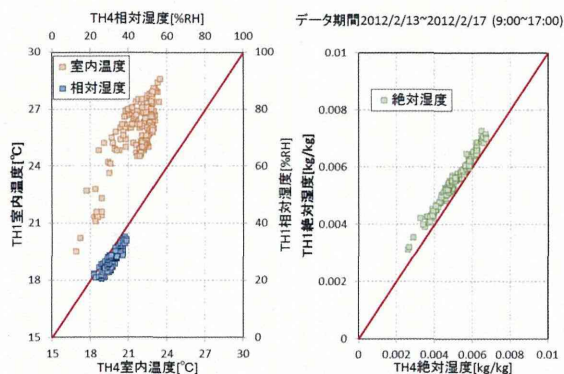 TH4相対湿度[%RH]
データ期間2012/2/13~2012/2/17 (9:00~17:00)
0 20 40 60 80 100
30 27 24 21 18 15
100 80 60 40 20 0
室内温度
相対湿度
TH1室内温度[℃]
TH1相対湿度[%RH]
15 18 21 24 27 30
TH4室内温度[℃]
0.01 0.008 0.006 0.004 0.002 0
絶対湿度
TH1絶対湿度[kg/kg]
0 0.002 0.004 0.006 0.008 0.01
TH4絶対湿度[kg/kg]